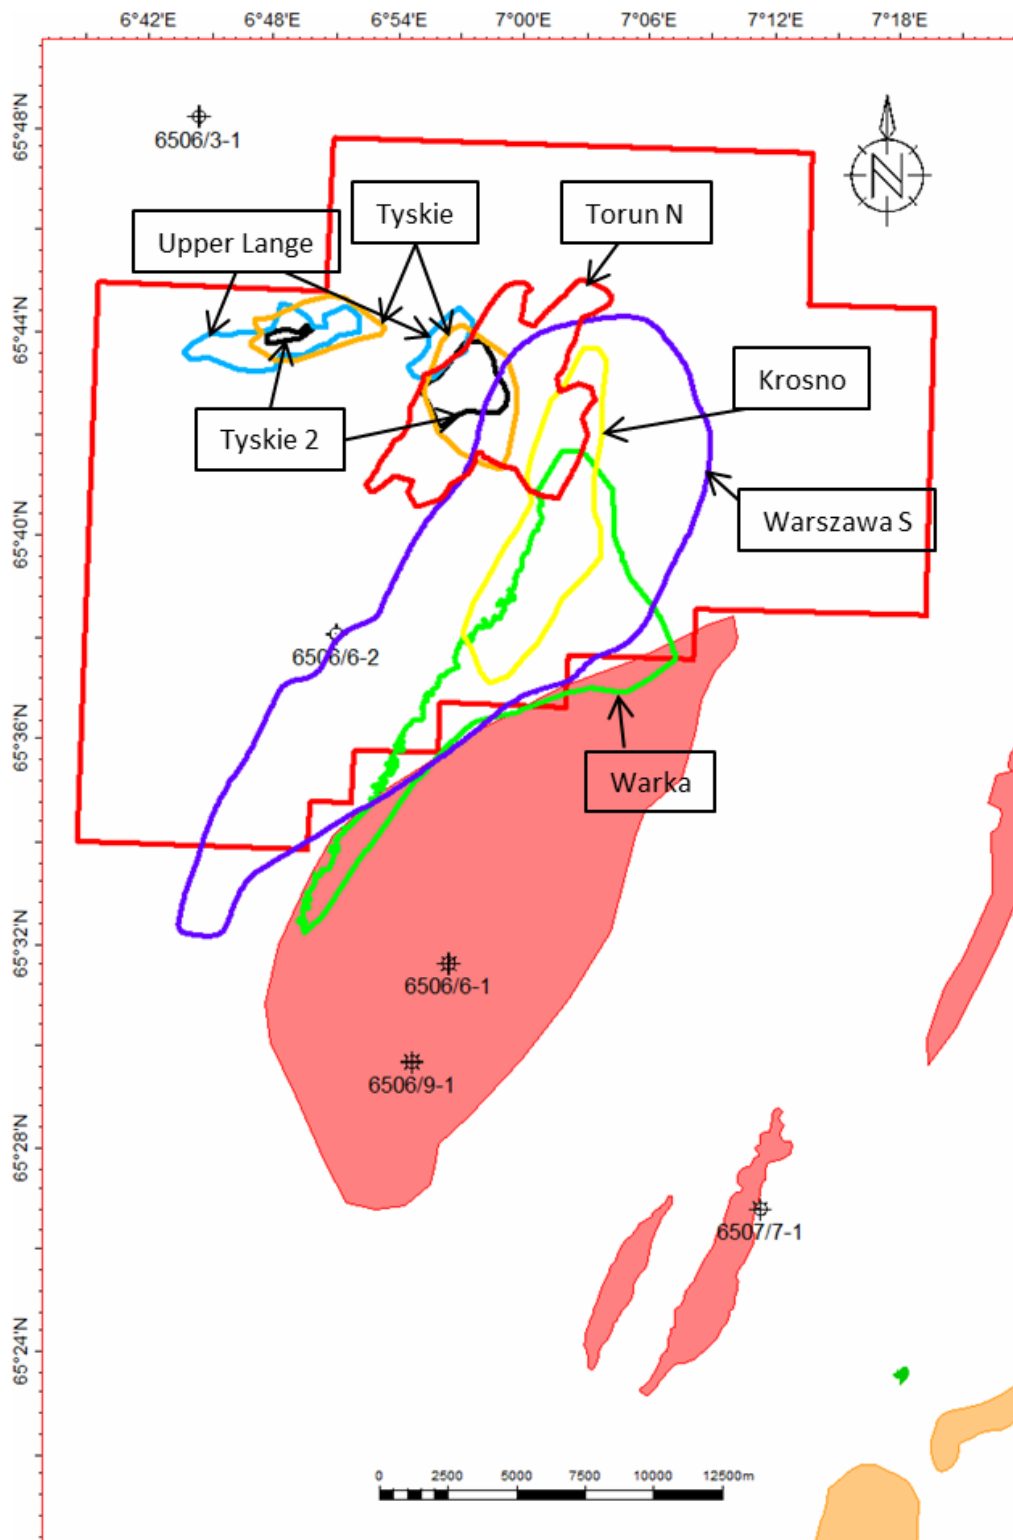 6°42'E 6°48'E 6°54'E 7°00'E 7°06'E 7°12'E 7°18'E
65°48'N
6506/3-1
N
Tyskie
Torun N
Upper Lange
65°44'N
Krosno
Tyskie 2
Warszawa S
65°40'N
6506/6-2
65°36'N
Warka
65°32'N
6506/6-1
6506/9-1
65°28'N
6507/7-1
65°24'N
0 2500 5000 7500 10000 12500m